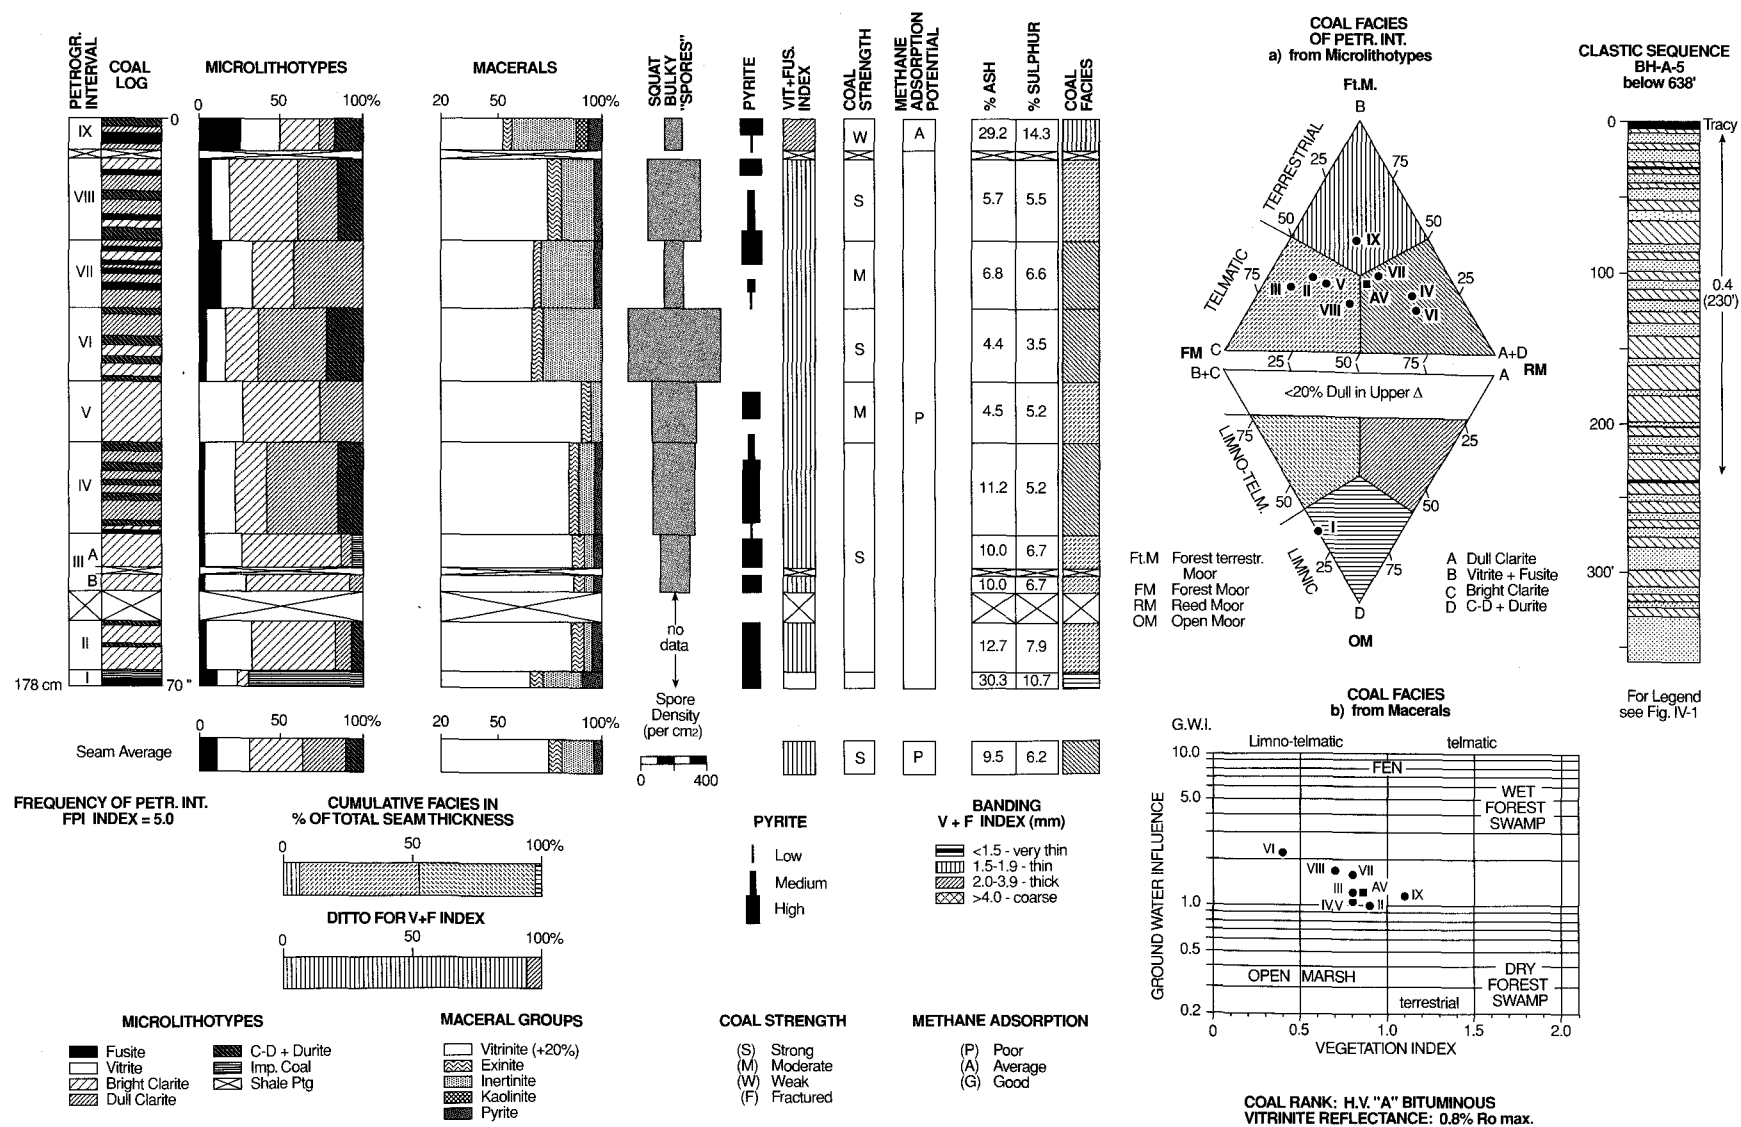 PETROGR. INTERVAL
COAL LOG
MICROLITHOTYPES
0 50 100%
MACERALS
20 50 100%
SQUAT BULKY "SPORES"
PYRITE
VIT+FUS. INDEX
COAL STRENGTH
METHANE ADSORPTION POTENTIAL
% ASH
% SULPHUR
COAL FACIES
IX
0
W
A
29.2 14.3
VIII
S
5.7 5.5
VII
M
6.8 6.6
VI
S
4.4 3.5
V
M
P
4.5 5.2
IV
11.2 5.2
III A
S
10.0 6.7
B
10.0 6.7
no data
II
12.7 7.9
178 cm
I
70"
30.3 10.7
Spore
Density
(per cm2)
0 400
0 50 100%
20 50 100%
Seam Average
S
P
9.5 6.2
FREQUENCY OF PETR. INT.
FPI INDEX = 5.0
CUMULATIVE FACIES IN
% OF TOTAL SEAM THICKNESS
0 50 100%
DITTO FOR V+F INDEX
0 50 100%
PYRITE
Low
Medium
High
BANDING
V + F INDEX (mm)
<1.5 - very thin
1.5-1.9 - thin
2.0-3.9 - thick
>4.0 - coarse
MICROLITHOTYPES
Fusite
Vitrite
Bright Clarite
Dull Clarite
C-D + Durite
Imp. Coal
Shale Ptg
MACERAL GROUPS
Vitrinite (+20%)
Exinite
Inertinite
Kaolinite
Pyrite
COAL STRENGTH
(S) Strong
(M) Moderate
(W) Weak
(F) Fractured
METHANE ADSORPTION
(P) Poor
(A) Average
(G) Good
COAL FACIES
OF PETR. INT.
a) from Microlithotypes
Ft.M.
B
TERRESTRIAL
25 75
50 50
TELMATIC
75 25
IX
VII
III II V AV IV
VIII VI
FM C
A+D
RM
25 50 75
B+C
A
<20% Dull in Upper Δ
75 25
LIMNO-TELM.
50 50
I
LIMNIC
25 75
D
OM
Ft.M Forest terrestr.
Moor
FM Forest Moor
RM Reed Moor
OM Open Moor
A Dull Clarite
B Vitrite + Fusite
C Bright Clarite
D C-D + Durite
CLASTIC SEQUENCE
BH-A-5
below 638'
0
Tracy
100
0.4
(230')
200
300'
For Legend
see Fig. IV-1
COAL FACIES
b) from Macerals
G.W.I.
Limno-telmatic telmatic
10.0
FEN
5.0
WET
FOREST
SWAMP
GROUND WATER INFLUENCE
VI
VIII VII
III AV
IX
1.0
IV,V II
0.5
OPEN MARSH
DRY
FOREST
SWAMP
terrestrial
0.2
0 0.5 1.0 1.5 2.0
VEGETATION INDEX
COAL RANK: H.V. "A" BITUMINOUS
VITRINITE REFLECTANCE: 0.8% Ro max.